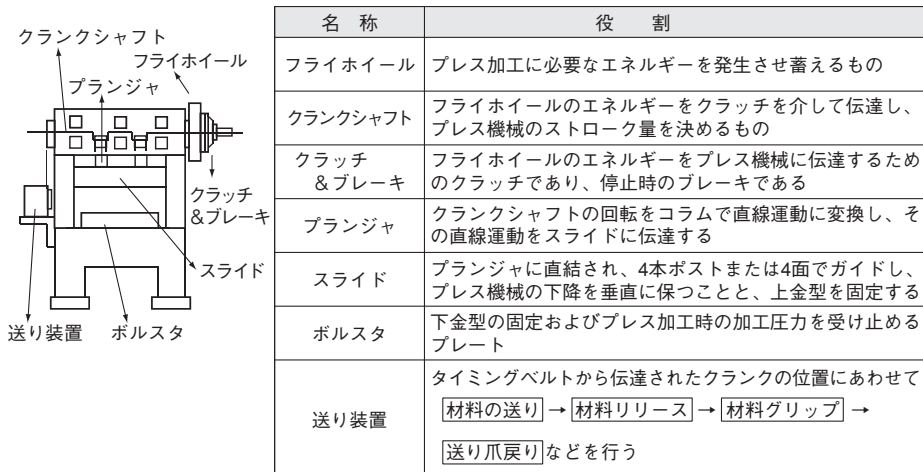 クランクシャフト
フライホイール
プランジャ
クラッチ
&ブレーキ
スライド
送り装置
ボルスタ
名 称
役 割
フライホイール
プレス加工に必要なエネルギーを発生させ蓄えるもの
クランクシャフト
フライホイールのエネルギーをクラッチを介して伝達し、
プレス機械のストローク量を決めるもの
クラッチ
&ブレーキ
フライホイールのエネルギーをプレス機械に伝達するため
のクラッチであり、停止時のブレーキである
プランジャ
クランクシャフトの回転をコラムで直線運動に変換し、そ
の直線運動をスライドに伝達する
スライド
プランジャに直結され、4本ポストまたは4面でガイドし、
プレス機械の下降を垂直に保つことと、上金型を固定する
ボルスタ
下金型の固定およびプレス加工時の加工圧力を受け止める
プレート
送り装置
タイミングベルトから伝達されたクランクの位置にあわせて
材料の送り → 材料リリース → 材料グリップ →
送り爪戻り などを行う